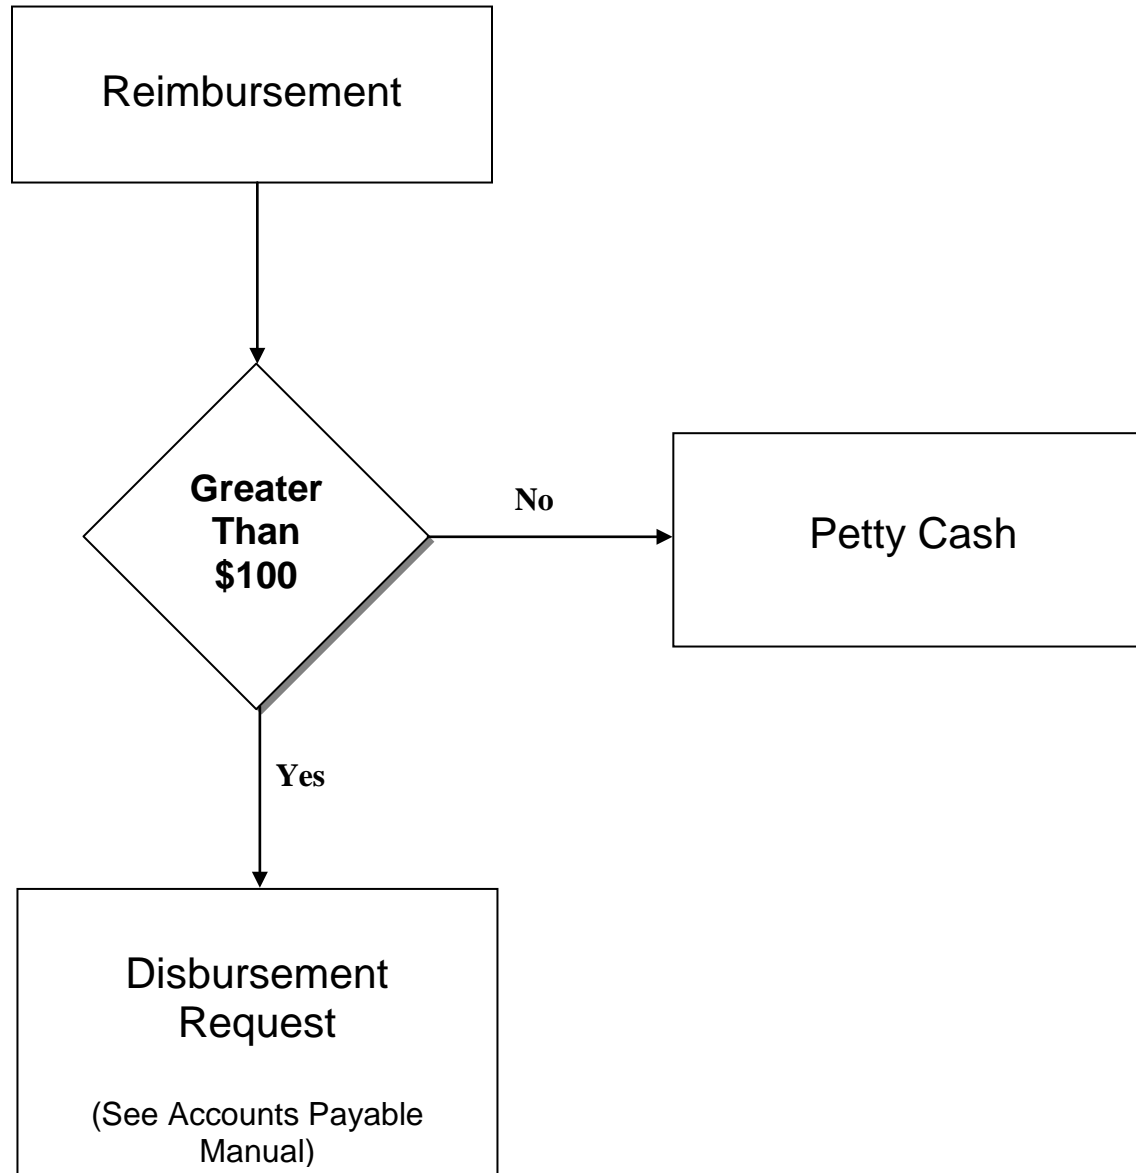 Reimbursement
Greater
Than
$100
No
Petty Cash
Yes
Disbursement
Request
(See Accounts Payable
Manual)